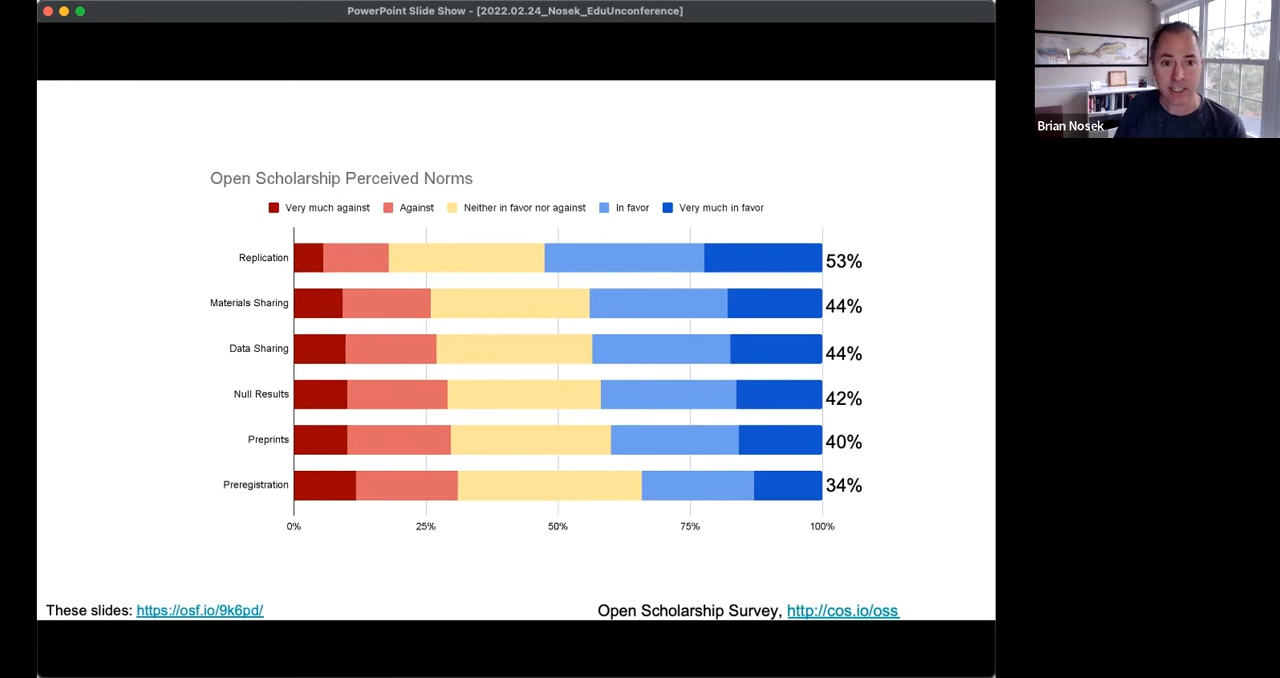 PowerPoint Slide Show - [2022.02.24_Nosek_EduUnconference]
Brian Nosek
Open Scholarship Perceived Norms
Very much against Against Neither in favor nor against In favor Very much in favor
Replication 53%
Materials Sharing 44%
Data Sharing 44%
Null Results 42%
Preprints 40%
Preregistration 34%
0% 25% 50% 75% 100%
These slides: https://osf.io/9k6pd/ Open Scholarship Survey, http://cos.io/oss